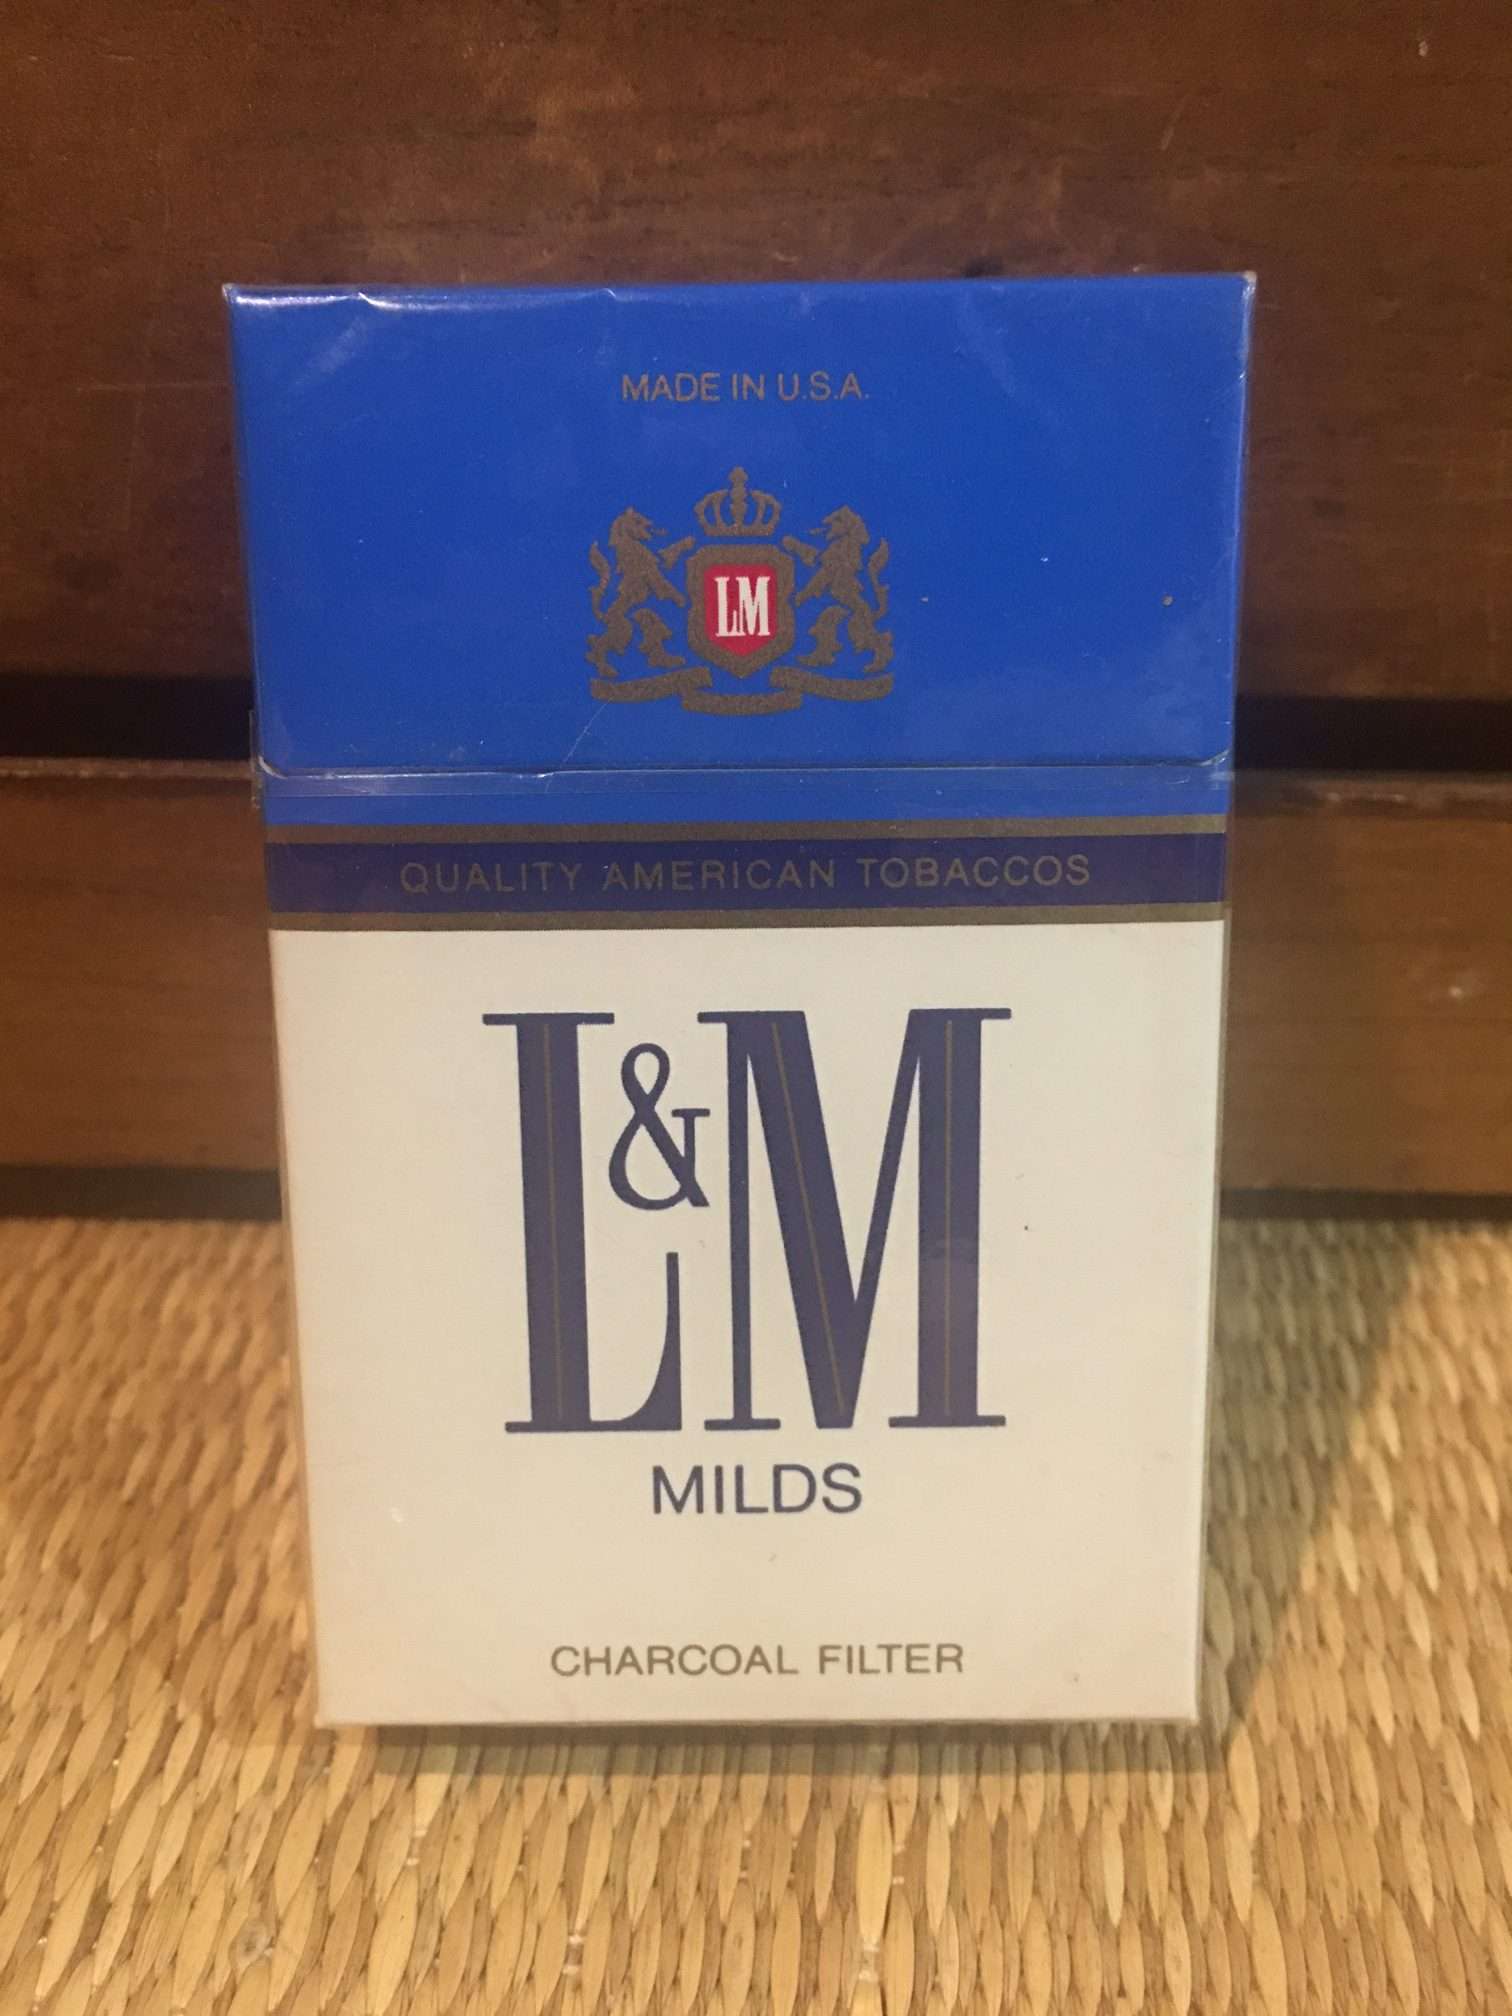 MADE IN U.S.A.
LM
QUALITY AMERICAN TOBACCOS
L&M
MILDS
CHARCOAL FILTER